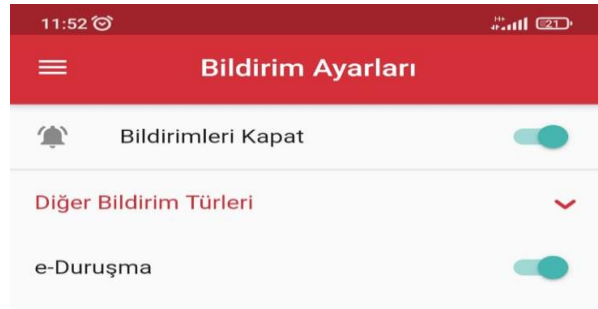 11:52
H+
21
Bildirim Ayarları
Bildirimleri Kapat
Diğer Bildirim Türleri
e-Duruşma